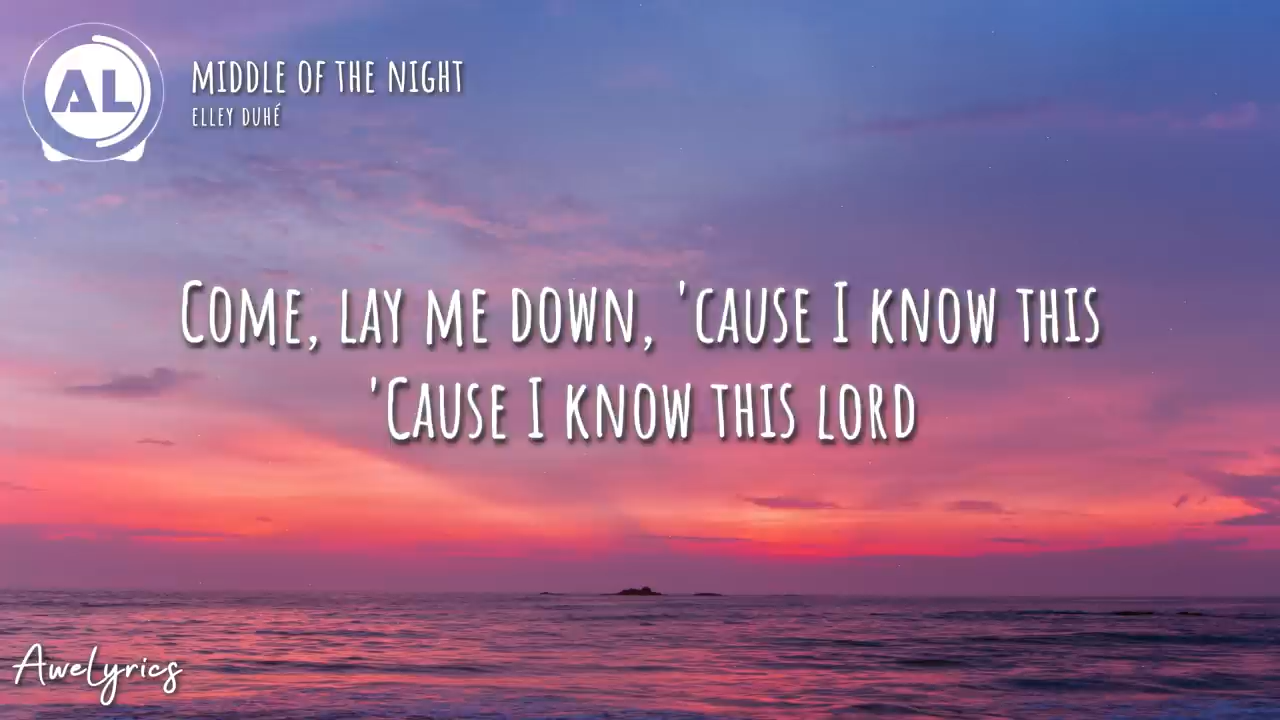 AL
MIDDLE OF THE NIGHT
ELLEY DUHÉ
COME, LAY ME DOWN, 'CAUSE I KNOW THIS
'CAUSE I KNOW THIS LORD
AweLyrics